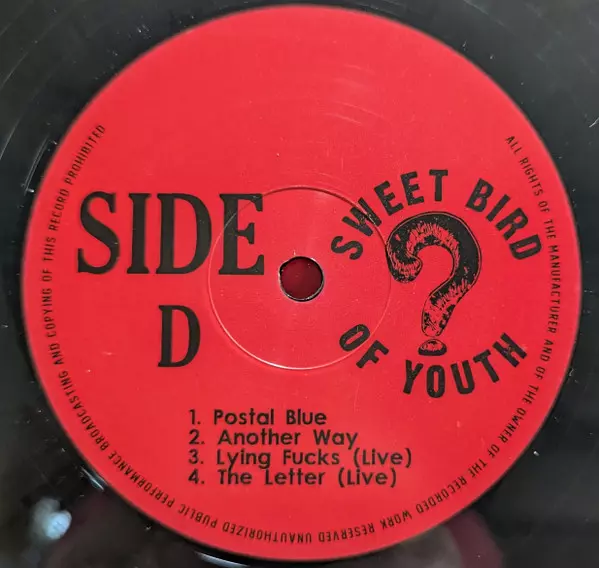 SIDE
D
SWEET BIRD
?
OF YOUTH
1. Postal Blue
2. Another Way
3. Lying Fucks (Live)
4. The Letter (Live)
ALL RIGHTS OF THE MANUFACTURER AND OF THE OWNER OF THE RECORDED WORK RESERVED UNAUTHORIZED PUBLIC PERFORMANCE BROADCASTING AND COPYING OF THIS RECORD PROHIBITED